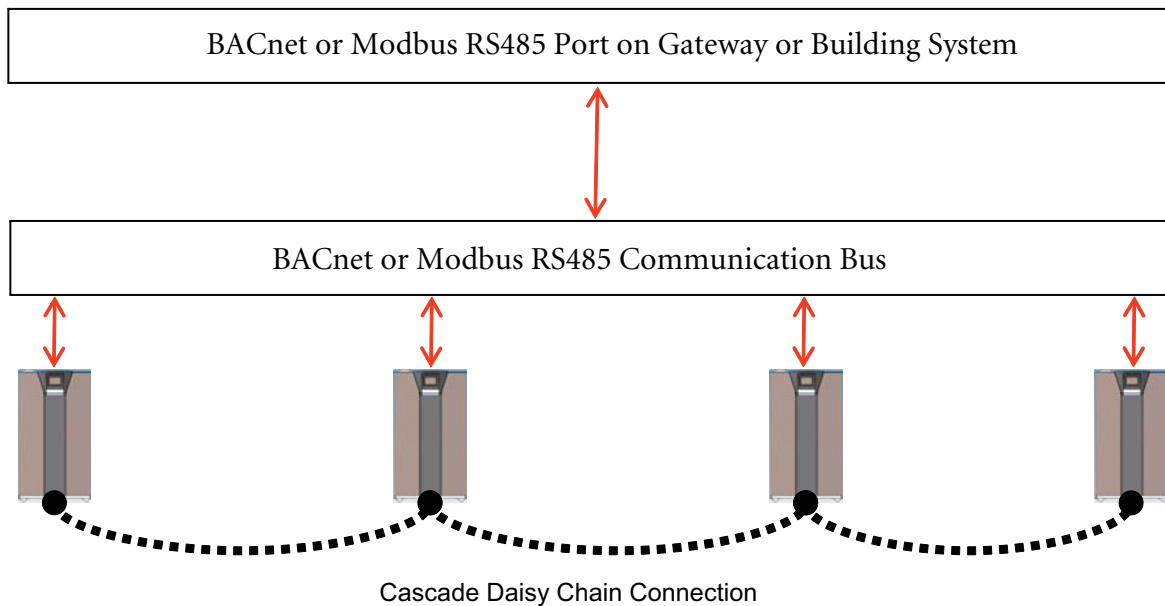 BACnet or Modbus RS485 Port on Gateway or Building System
BACnet or Modbus RS485 Communication Bus
Cascade Daisy Chain Connection